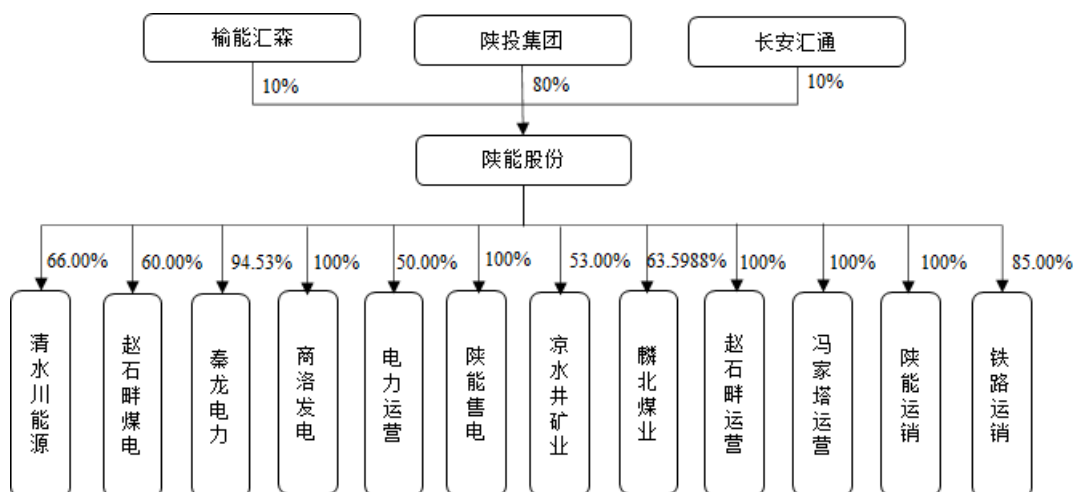 榆能汇森
陕投集团
长安汇通
10%
80%
10%
陕能股份
66.00%
60.00%
94.53%
100%
50.00%
100%
53.00%
63.5988%
100%
100%
100%
85.00%
清水川能源
赵石畔煤电
秦龙电力
商洛发电
电力运营
陕能售电
凉水井矿业
麟北煤业
赵石畔运营
冯家塔运营
陕能运销
铁路运销